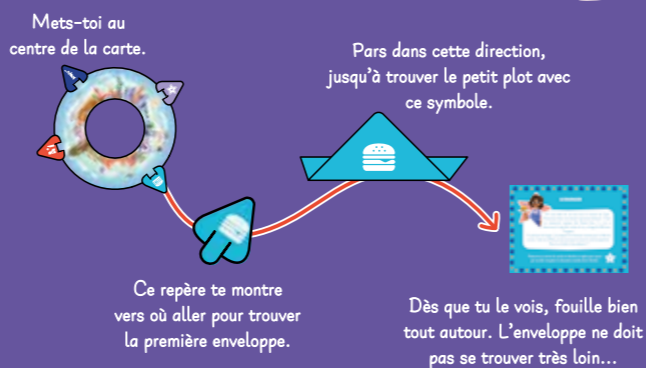 Mets-toi au
centre de la carte.
Pars dans cette direction,
jusqu'à trouver le petit plot avec
ce symbole.
Ce repère te montre
vers où aller pour trouver
la première enveloppe.
Dès que tu le vois, fouille bien
tout autour. L'enveloppe ne doit
pas se trouver très loin...